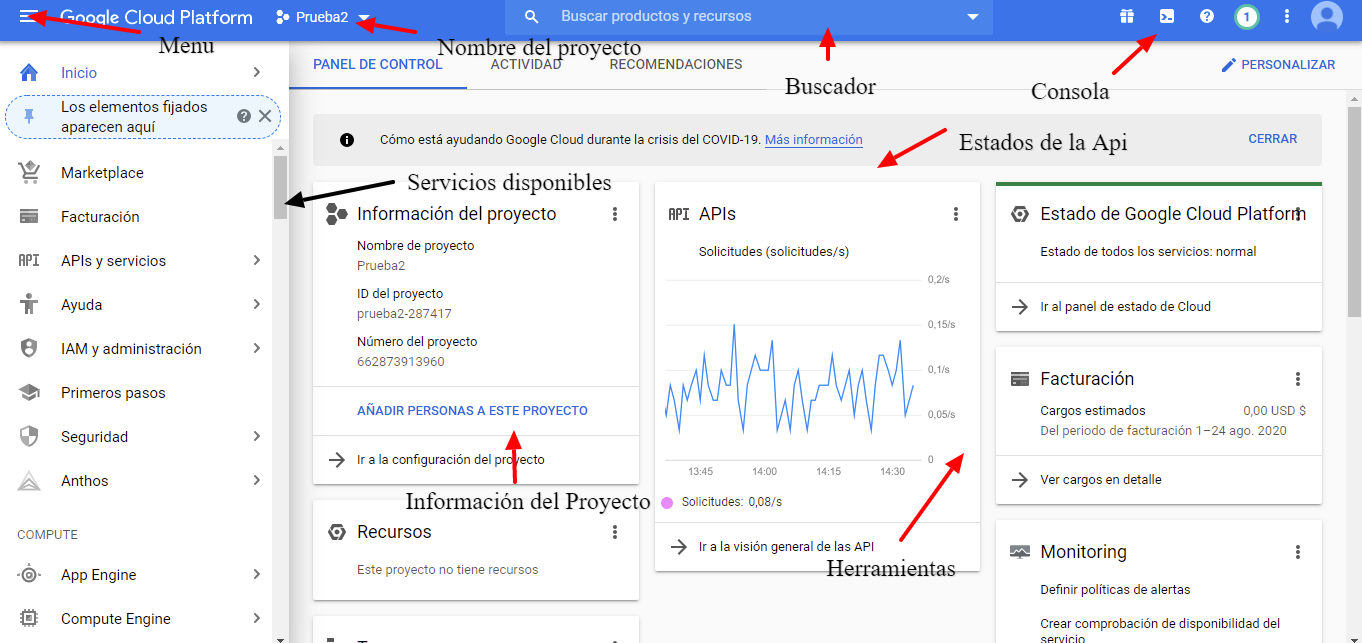 Google Cloud Platform
Prueba2
Buscar productos y recursos
1
Menu
Nombre del proyecto
Buscador
Consola
Inicio
Los elementos fijados
aparecen aquí
Marketplace
Facturación
API APIs y servicios
Ayuda
IAM y administración
Primeros pasos
Seguridad
Anthos
COMPUTE
App Engine
Compute Engine
Servicios disponibles
PANEL DE CONTROL
ACTIVIDAD
RECOMENDACIONES
PERSONALIZAR
Cómo está ayudando Google Cloud durante la crisis del COVID-19. Más información
CERRAR
Estados de la Api
Información del proyecto
Nombre de proyecto
Prueba2
ID del proyecto
prueba2-287417
Número del proyecto
662873913960
AÑADIR PERSONAS A ESTE PROYECTO
Ir a la configuración del proyecto
Información del Proyecto
Recursos
Este proyecto no tiene recursos
API APIs
Solicitudes (solicitudes/s)
0,2/s
0,15/s
0,1/s
0,05/s
0
13:45 14:00 14:15 14:30
Solicitudes: 0,08/s
Ir a la visión general de las API
Herramientas
Estado de Google Cloud Platform
Estado de todos los servicios: normal
Ir al panel de estado de Cloud
Facturación
Cargos estimados 0,00 USD $
Del periodo de facturación 1–24 ago. 2020
Ver cargos en detalle
Monitoring
Definir políticas de alertas
Crear comprobación de disponibilidad del
servicio